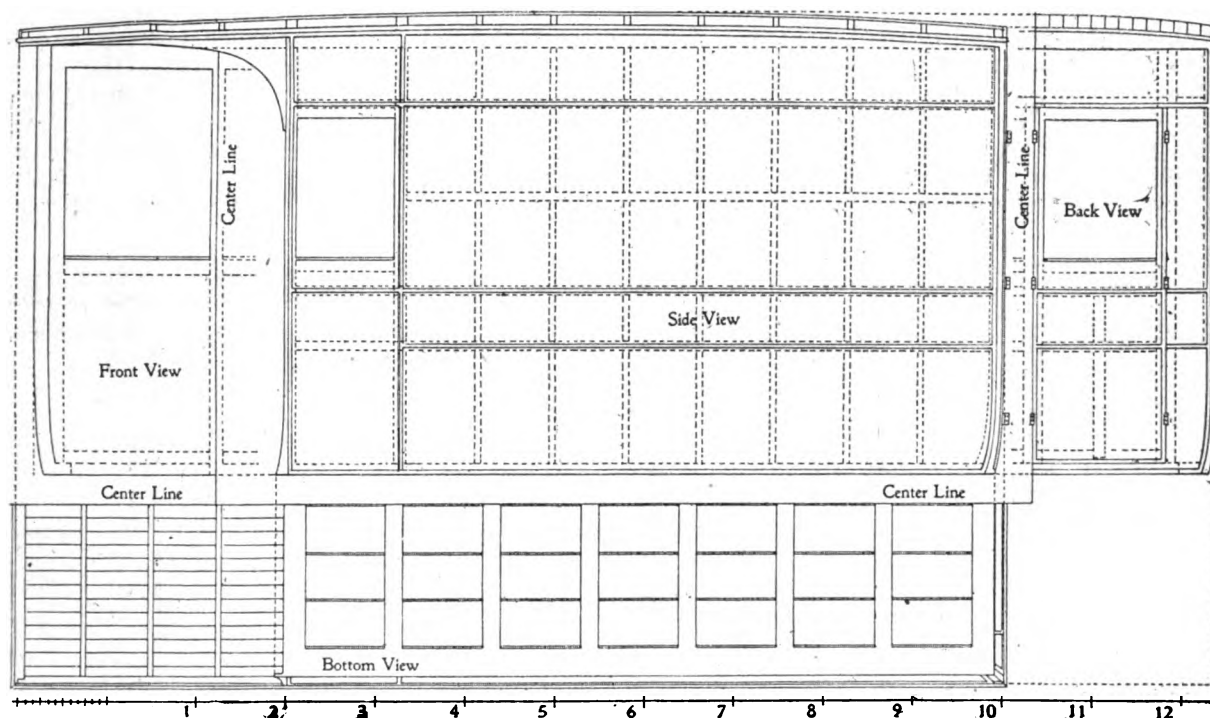 Center Line
Center Line
Back View
Side View
Front View
Center Line
Center Line
Bottom View
1 2 3 4 5 6 7 8 9 10 11 12